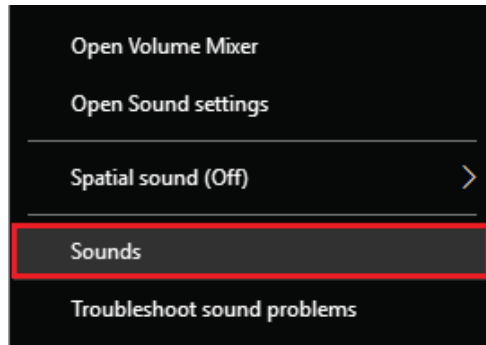 Open Volume Mixer
Open Sound settings
Spatial sound (Off)
Sounds
Troubleshoot sound problems